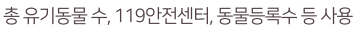 총 유기동물 수, 119안전센터, 동물등록수 등 사용